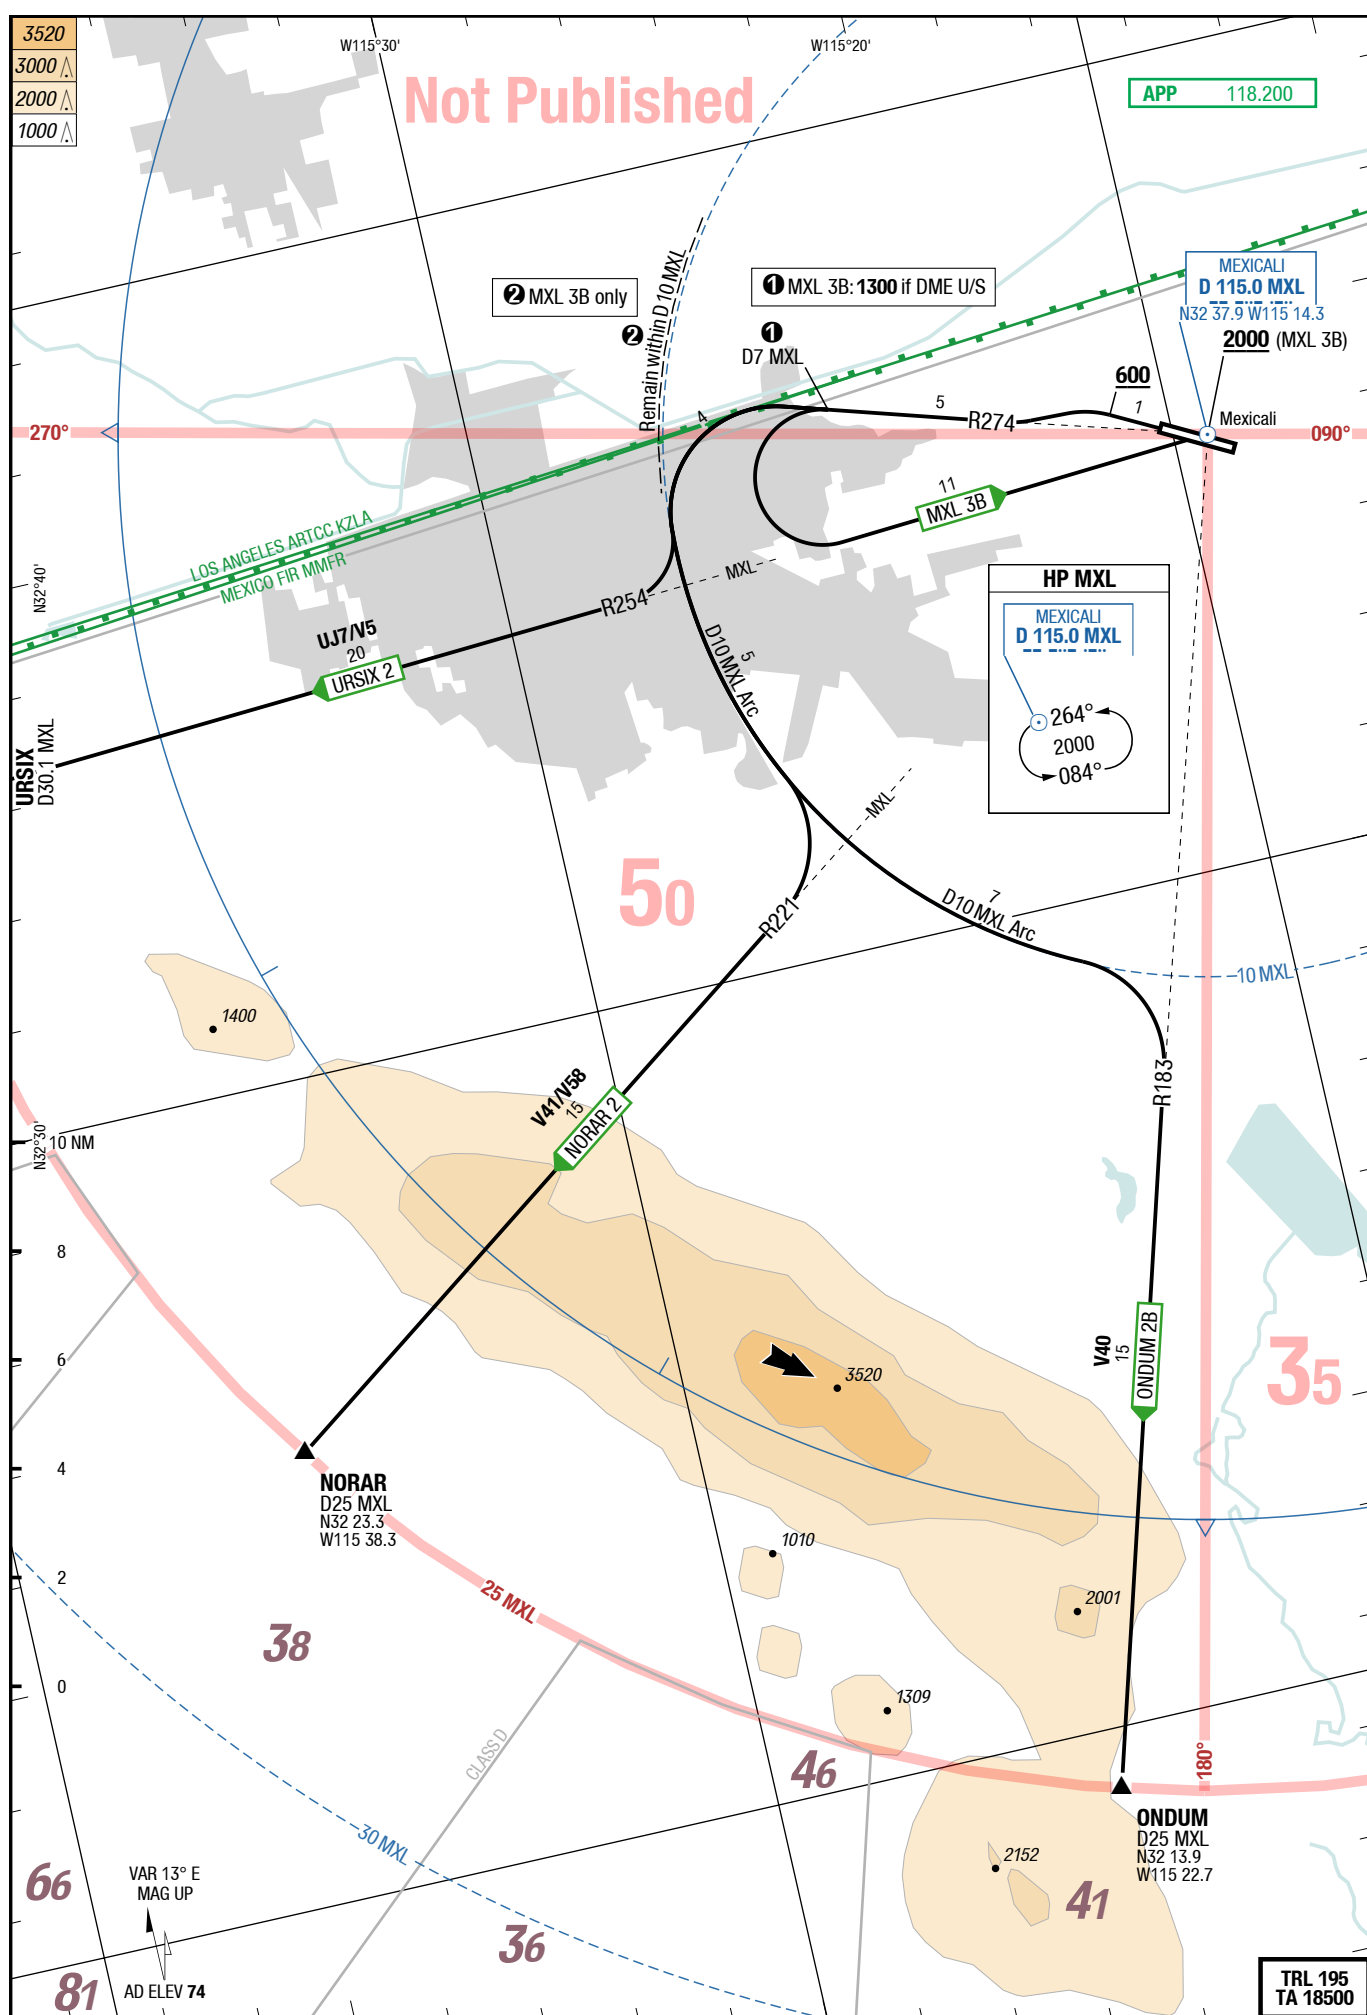 3520
3000
2000
1000
W115°30'
W115°20'
Not Published
APP 118.200
MEXICALI
D 115.0 MXL
N32 37.9 W115 14.3
2000 (MXL 3B)
Mexicali
❷ MXL 3B only
❷
❶ MXL 3B: 1300 if DME U/S
❶
D7 MXL
Remain within D10 MXL
600
1
5
R274
4
270°
090°
11
MXL 3B
LOS ANGELES ARTCC KZLA
MEXICO FIR MMFR
N32°40'
UJ7/V5
20
URSIX 2
R254
MXL
URSIX
D30.1 MXL
5
D10 MXL Arc
HP MXL
MEXICALI
D 115.0 MXL
264°
2000
084°
MXL
R221
50
7
D10 MXL Arc
10 MXL
1400
R183
V41/V58
15
NORAR 2
N32°30'
10 NM
8
6
4
2
0
V40
15
ONDUM 2B
35
3520
NORAR
D25 MXL
N32 23.3
W115 38.3
1010
25 MXL
2001
38
1309
CLASS D
46
180°
ONDUM
D25 MXL
N32 13.9
W115 22.7
30 MXL
2152
41
66
VAR 13° E
MAG UP
36
81
AD ELEV 74
TRL 195
TA 18500